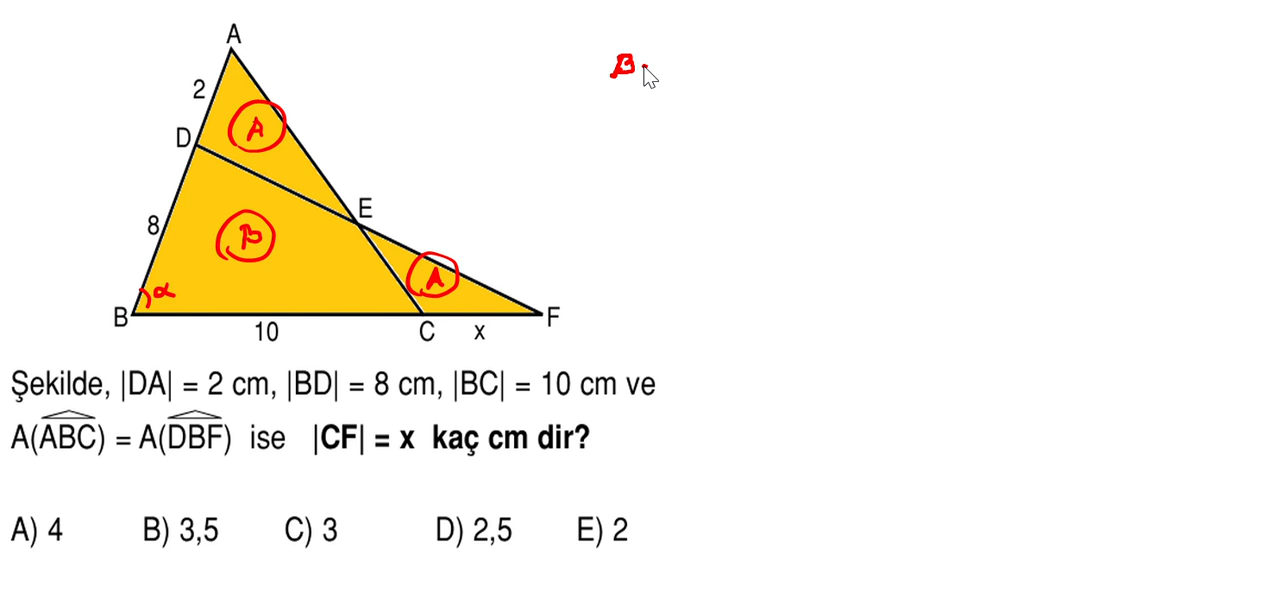 A
2
B
D
A
E
8
B
A
α
B
10
C
x
F
Şekilde, |DA| = 2 cm, |BD| = 8 cm, |BC| = 10 cm ve
A(ABC) = A(DBF) ise |CF| = x kaç cm dir?
A) 4 B) 3,5 C) 3 D) 2,5 E) 2